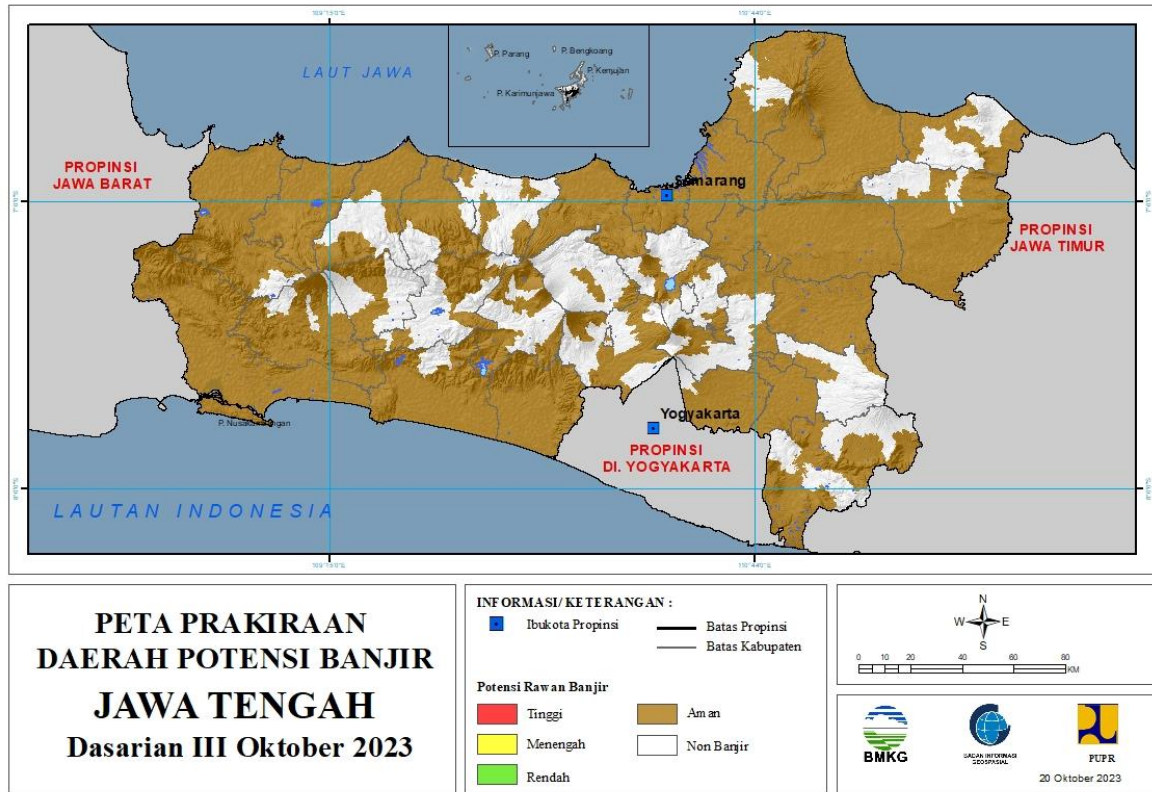 LAUT JAWA
P. Parang
P. Bengkoang
P. Kemujan
P. Karimunjawa
PROPINSI
JAWA BARAT
Semarang
PROPINSI
JAWA TIMUR
Yogyakarta
PROPINSI
DI. YOGYAKARTA
LAUTAN INDONESIA
PETA PRAKIRAAN
DAERAH POTENSI BANJIR
JAWA TENGAH
Dasarian III Oktober 2023
INFORMASI/ KETERANGAN :
Ibukota Propinsi
Batas Propinsi
Batas Kabupaten
Potensi Rawan Banjir
Tinggi
Aman
Menengah
Non Banjir
Rendah
N
W E
S
0 10 20 40 60 80
KM
BMKG
BADAN INFORMASI
GEOSPASIAL
PUPR
20 Oktober 2023